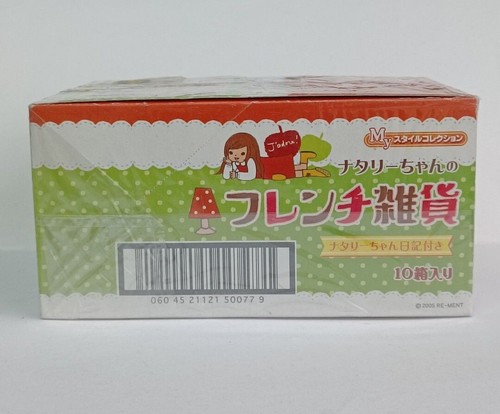 J'adore
Myスタイルコレクション
ナタリーちゃんの
フレンチ雑貨
ナタリーちゃん日記付き
10箱入り
060 45 21121 50077 9
©2005 RE-MENT